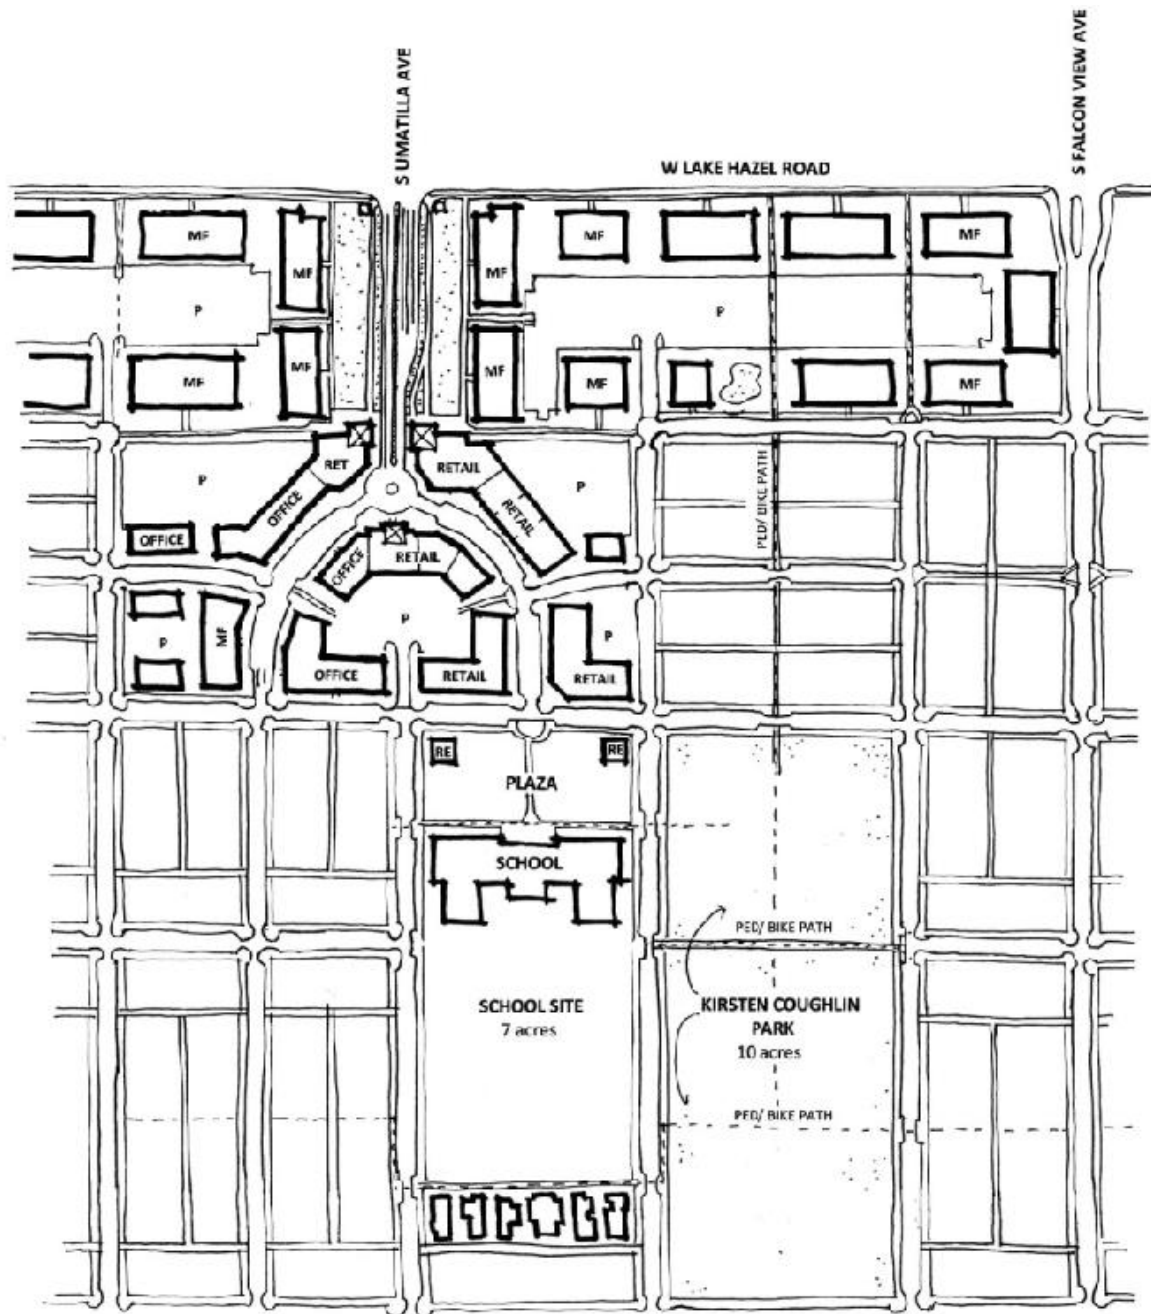 S UMATILLA AVE
S FALCON VIEW AVE
W LAKE HAZEL ROAD
MF
MF
MF
MF
MF
P
P
MF
MF
MF
MF
MF
RET
RETAIL
P
OFFICE
RETAIL
P
PED/ BIKE PATH
OFFICE
OFFICE
RETAIL
P
MF
P
P
OFFICE
RETAIL
RETAIL
RE
RE
PLAZA
SCHOOL
PED/ BIKE PATH
SCHOOL SITE
7 acres
KIRSTEN COUGHLIN
PARK
10 acres
PED/ BIKE PATH